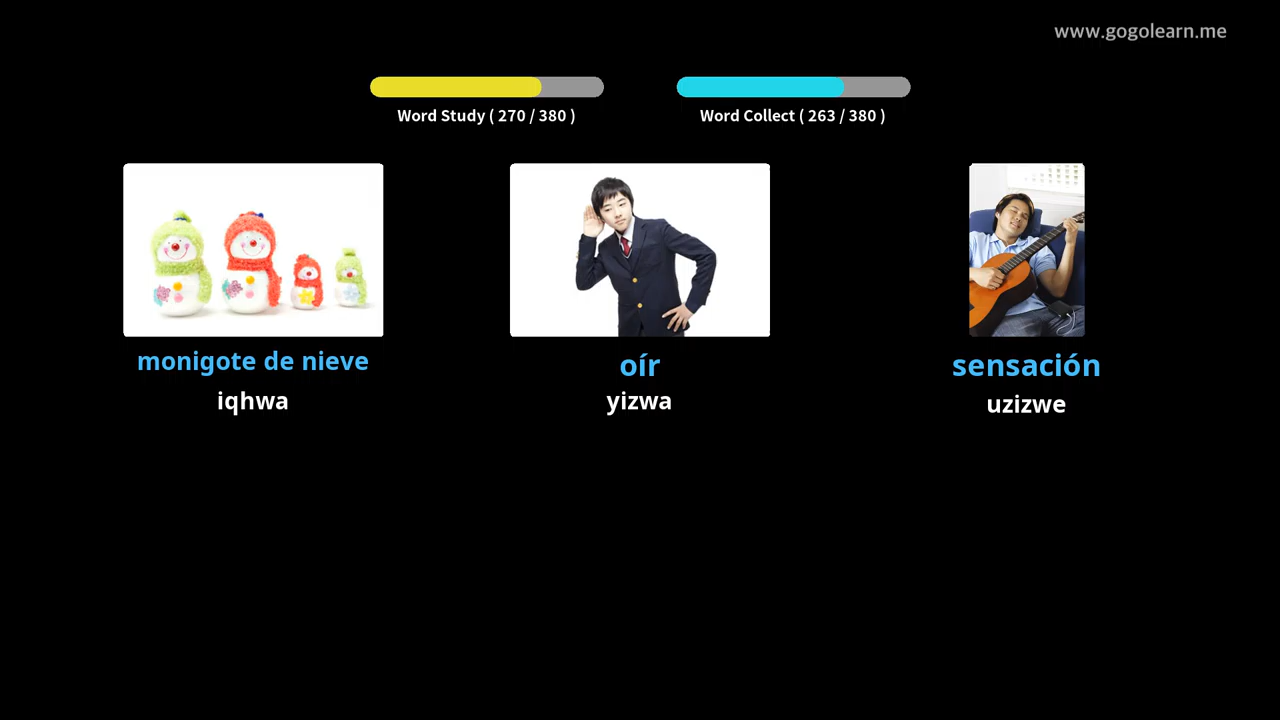 www.gogolearn.me
Word Study ( 270 / 380 )
Word Collect ( 263 / 380 )
monigote de nieve
iqhwa
oír
yizwa
sensación
uzizwe